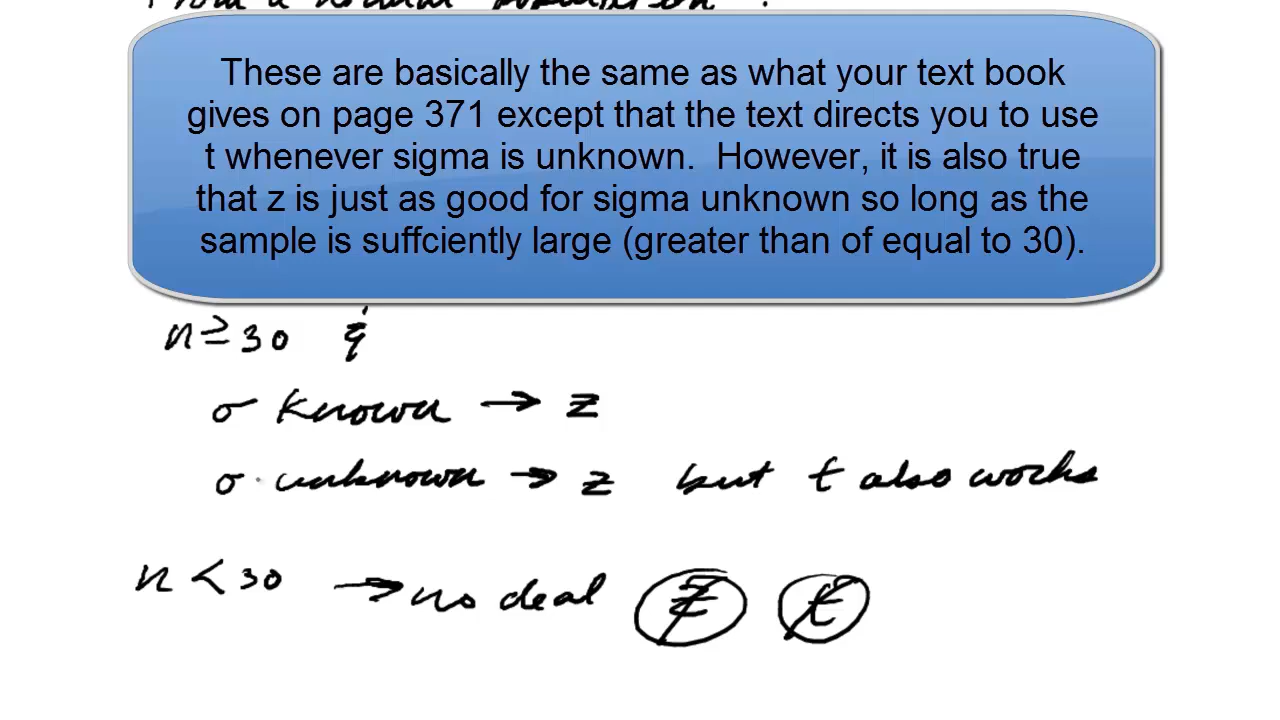 From a normal population.
These are basically the same as what your text book
gives on page 371 except that the text directs you to use
t whenever sigma is unknown. However, it is also true
that z is just as good for sigma unknown so long as the
sample is suffciently large (greater than of equal to 30).
n ≥ 30 &
σ known → z
σ unknown → z but t also works
n < 30 → no deal z t